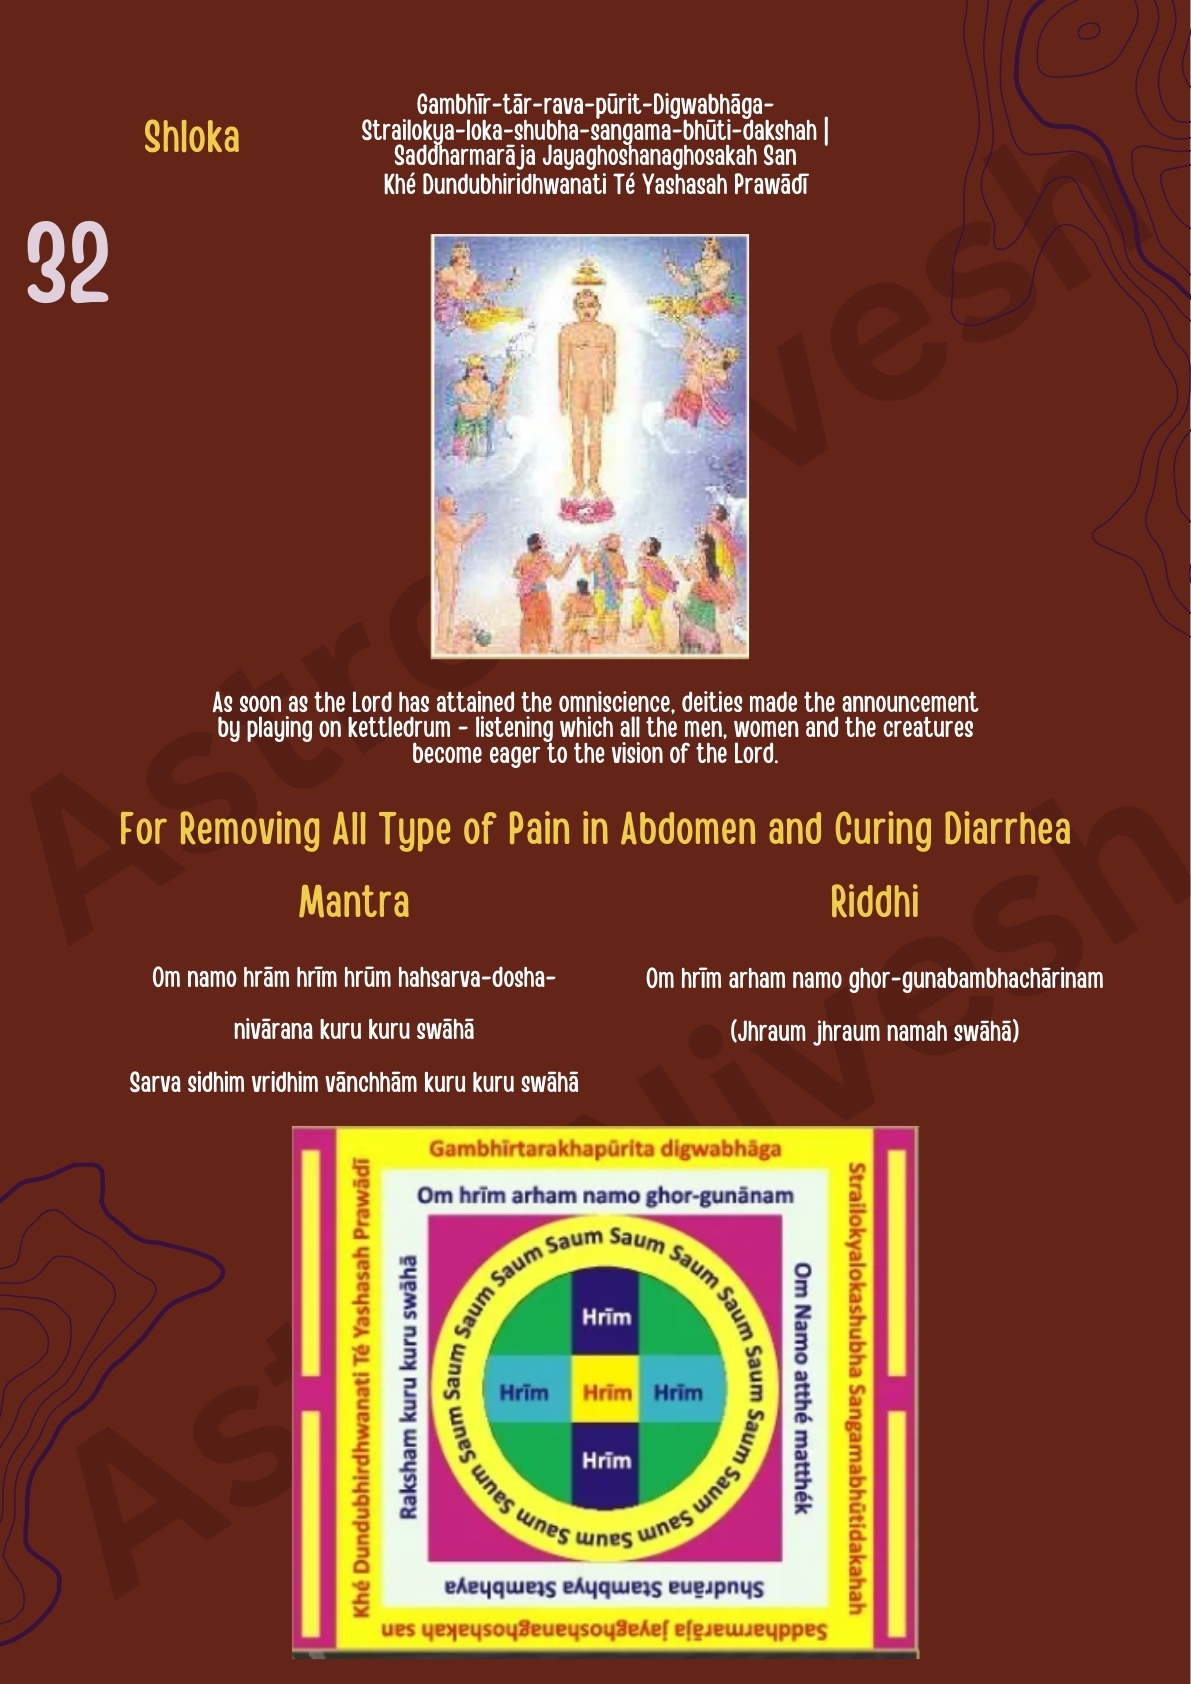 Shloka
32
Gambhīr-tār-rava-pūrit-Digwabhāga-
Strailokya-loka-shubha-sangama-bhūti-dakshah |
Saddharmarāja Jayaghoshanaghosakah San
Khé Dundubhiridhwanati Té Yashasah Prawādī
As soon as the Lord has attained the omniscience, deities made the announcement
by playing on kettledrum - listening which all the men, women and the creatures
become eager to the vision of the Lord.
For Removing All Type of Pain in Abdomen and Curing Diarrhea
Mantra
Om namo hrām hrīm hrūm hahsarva-dosha-
nivārana kuru kuru swāhā
Sarva sidhim vridhim vānchhām kuru kuru swāhā
Riddhi
Om hrīm arham namo ghor-gunabambhachārinam
(Jhraum jhraum namah swāhā)
Gambhīrtarakhapūrita digwabhāga
Strailokyalokashubha Sangamabhūtidakahah
Saddharmarāja jayaghoshanaghoshakah san
Khé Dundubhirdhwanati Té Yashasah Prawādī
Om hrīm arham namo ghor-gunānam
Om Namo atthé matthék
Shudrāna Stambhya Stambhaya
Raksham kuru kuru swāhā
Saum Saum Saum Saum Saum Saum Saum Saum Saum Saum Saum Saum Saum Saum Saum Saum
Hrīm
Hrīm Hrīm Hrīm
Hrīm
Astro Nivesh
Astro Nivesh